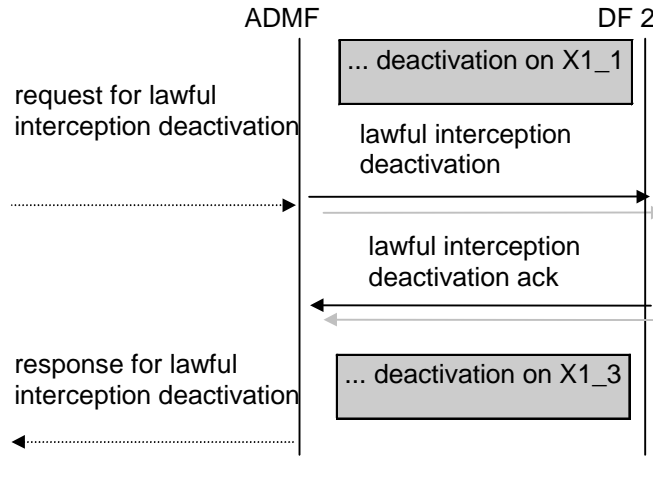 ADMF
DF 2
... deactivation on X1_1
request for lawful
interception deactivation
lawful interception
deactivation
lawful interception
deactivation ack
response for lawful
interception deactivation
... deactivation on X1_3